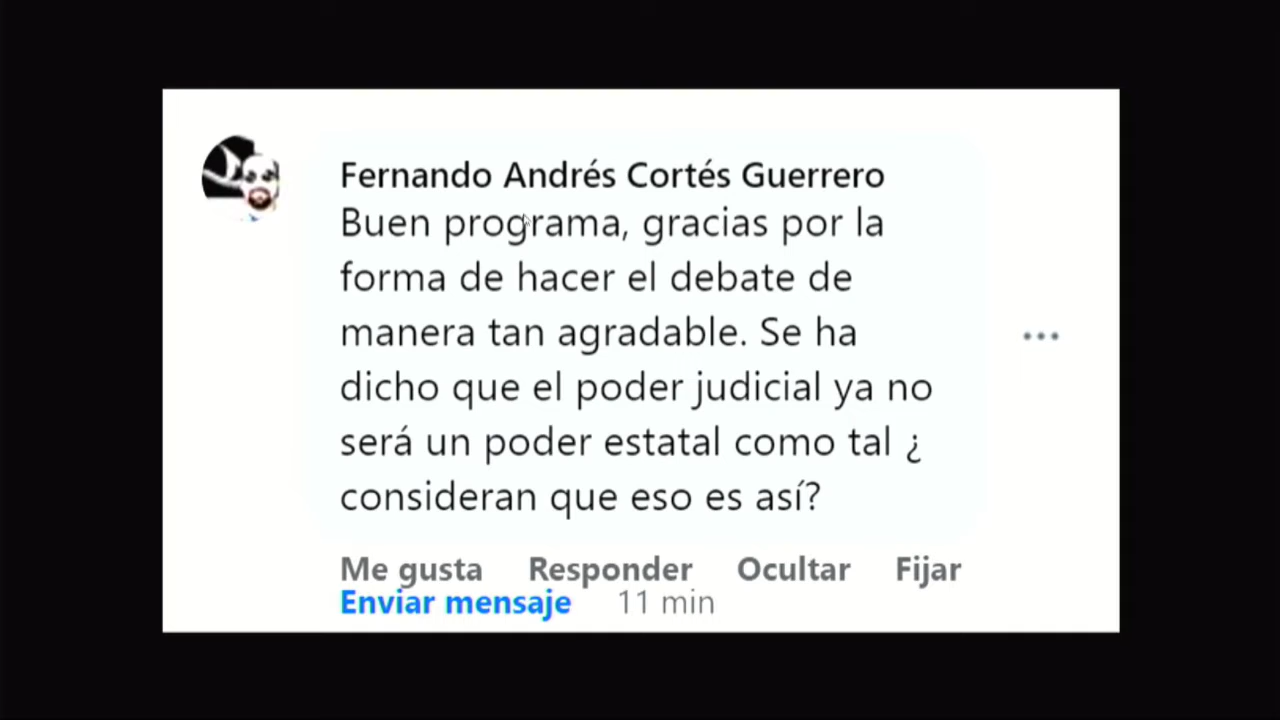 Fernando Andrés Cortés Guerrero
Buen programa, gracias por la
forma de hacer el debate de
manera tan agradable. Se ha
dicho que el poder judicial ya no
será un poder estatal como tal ¿
consideran que eso es así?
Me gusta Responder Ocultar Fijar
Enviar mensaje 11 min